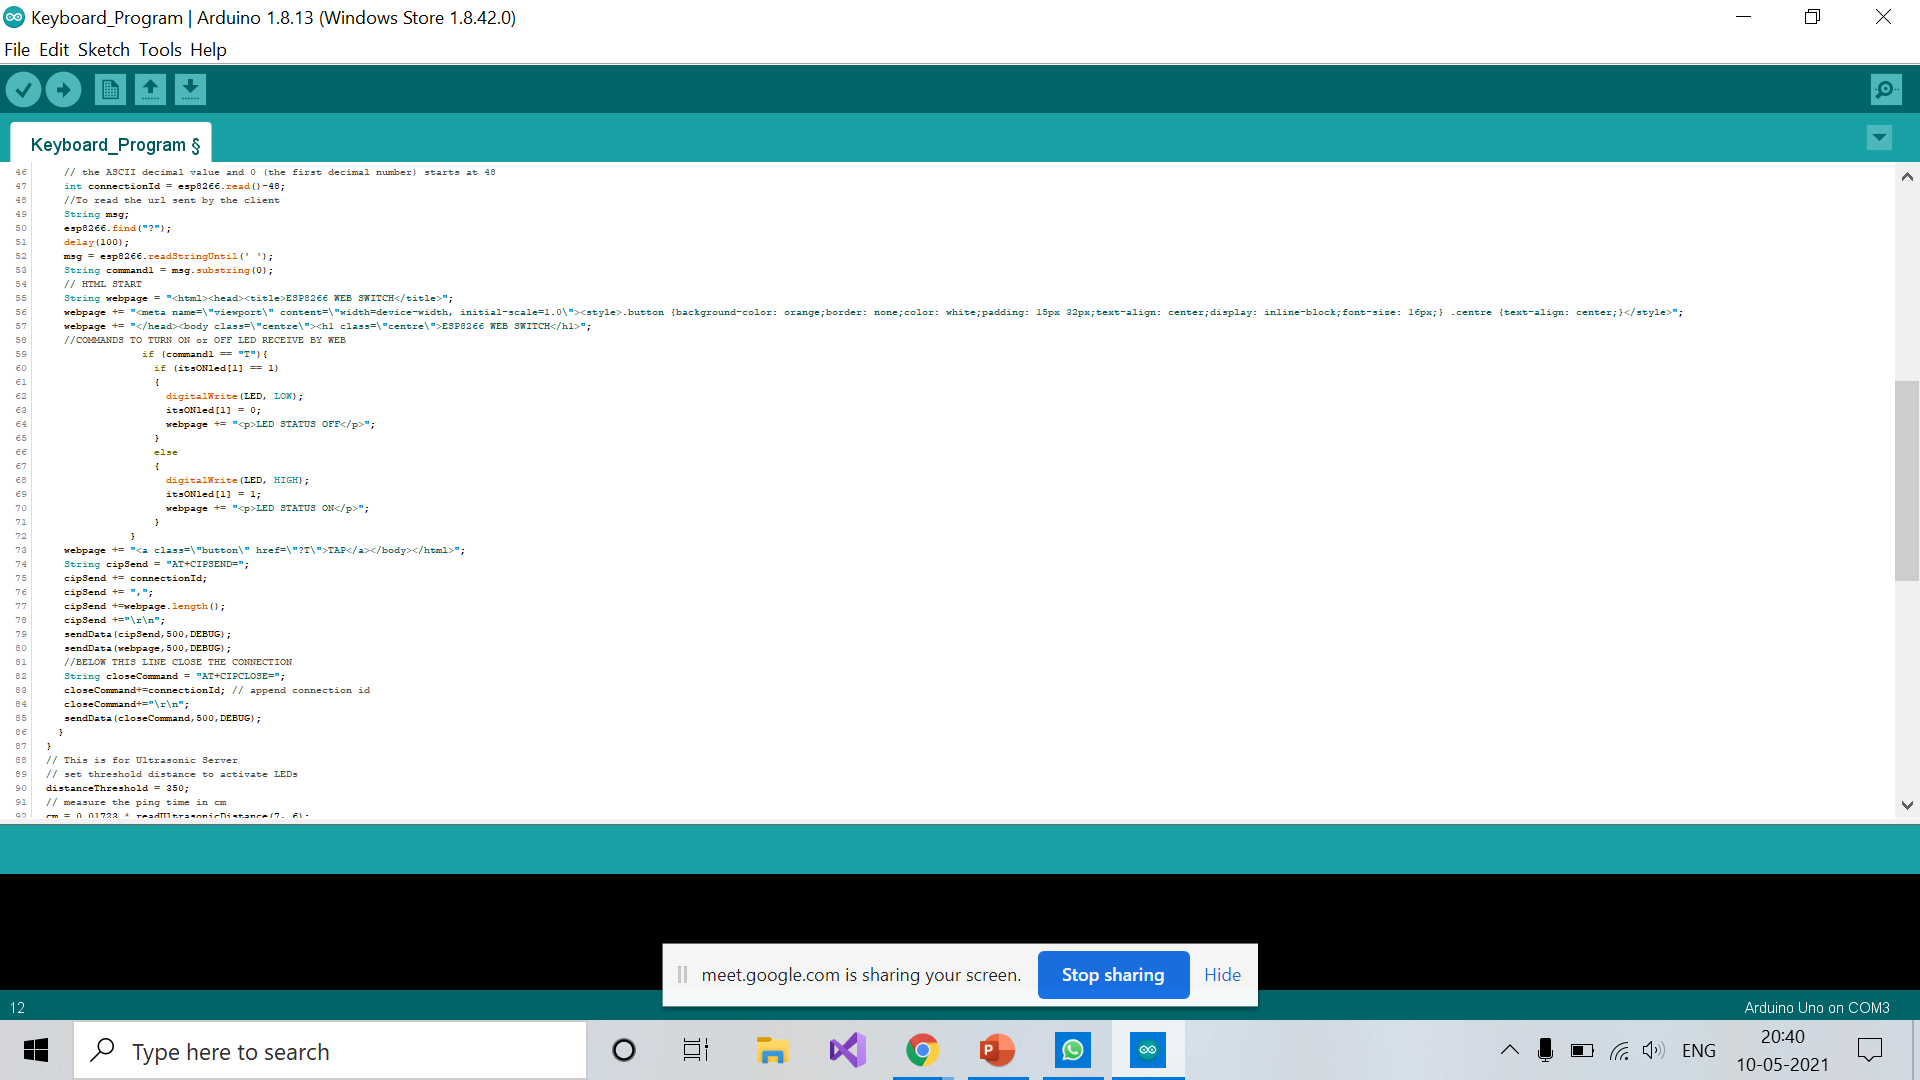 Keyboard_Program | Arduino 1.8.13 (Windows Store 1.8.42.0)
File Edit Sketch Tools Help
Keyboard_Program §
46 // the ASCII decimal value and 0 (the first decimal number) starts at 48
47 int connectionId = esp8266.read()-48;
48 //To read the url sent by the client
49 String msg;
50 esp8266.find("?");
51 delay(100);
52 msg = esp8266.readStringUntil(' ');
53 String command1 = msg.substring(0);
54 // HTML START
55 String webpage = "<html><head><title>ESP8266 WEB SWITCH</title>";
56 webpage += "<meta name=\"viewport\" content=\"width=device-width, initial-scale=1.0\"><style>.button {background-color: orange;border: none;color: white;padding: 15px 32px;text-align: center;display: inline-block;font-size: 16px;} .centre {text-align: center;}</style>";
57 webpage += "</head><body class=\"centre\"><h1 class=\"centre\">ESP8266 WEB SWITCH</h1>";
58 //COMMANDS TO TURN ON or OFF LED RECEIVE BY WEB
59 if (command1 == "T"){
60 if (itsONled[1] == 1)
61 {
62 digitalWrite(LED, LOW);
63 itsONled[1] = 0;
64 webpage += "<p>LED STATUS OFF</p>";
65 }
66 else
67 {
68 digitalWrite(LED, HIGH);
69 itsONled[1] = 1;
70 webpage += "<p>LED STATUS ON</p>";
71 }
72 }
73 webpage += "<a class=\"button\" href=\"?T\">TAP</a></body></html>";
74 String cipSend = "AT+CIPSEND=";
75 cipSend += connectionId;
76 cipSend += ",";
77 cipSend +=webpage.length();
78 cipSend +="\r\n";
79 sendData(cipSend,500,DEBUG);
80 sendData(webpage,500,DEBUG);
81 //BELOW THIS LINE CLOSE THE CONNECTION
82 String closeCommand = "AT+CIPCLOSE=";
83 closeCommand+=connectionId; // append connection id
84 closeCommand+="\r\n";
85 sendData(closeCommand,500,DEBUG);
86 }
87 }
88 // This is for Ultrasonic Server
89 // set threshold distance to activate LEDs
90 distanceThreshold = 350;
91 // measure the ping time in cm
92 cm = 0.01723 * readUltrasonicDistance(7, 6);
meet.google.com is sharing your screen. Stop sharing Hide
12 Arduino Uno on COM3
Type here to search
ENG
20:40
10-05-2021